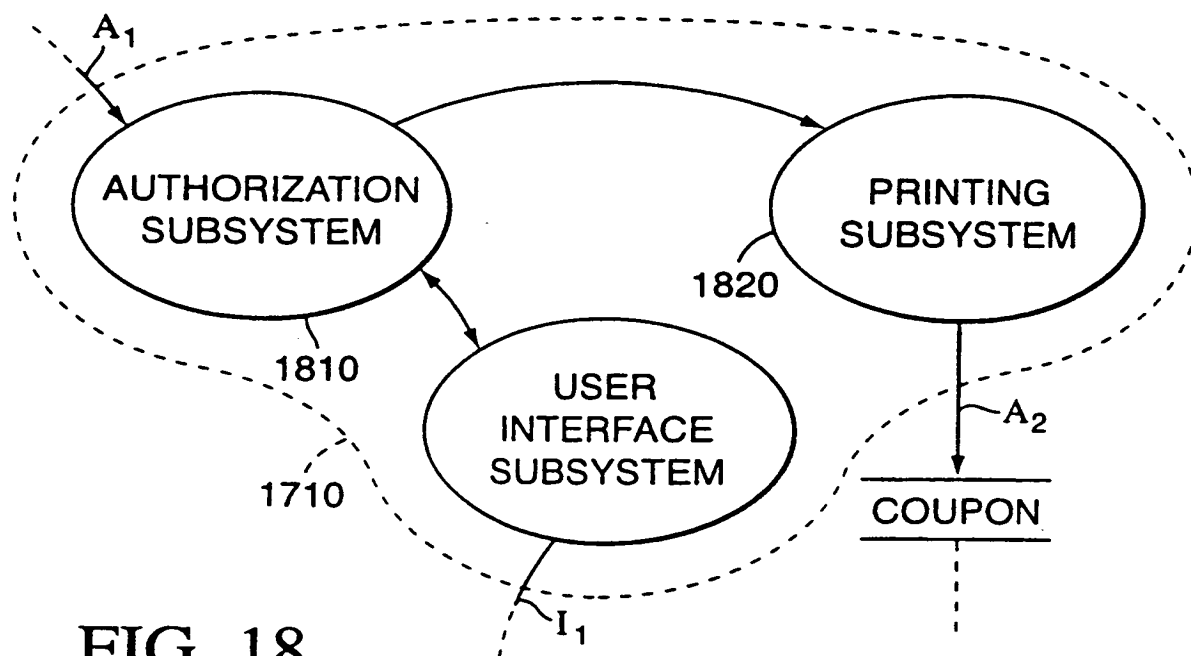 A1
AUTHORIZATION
SUBSYSTEM
PRINTING
SUBSYSTEM
1820
1810
USER
INTERFACE
SUBSYSTEM
A2
1710
COUPON
I1
FIG. 18